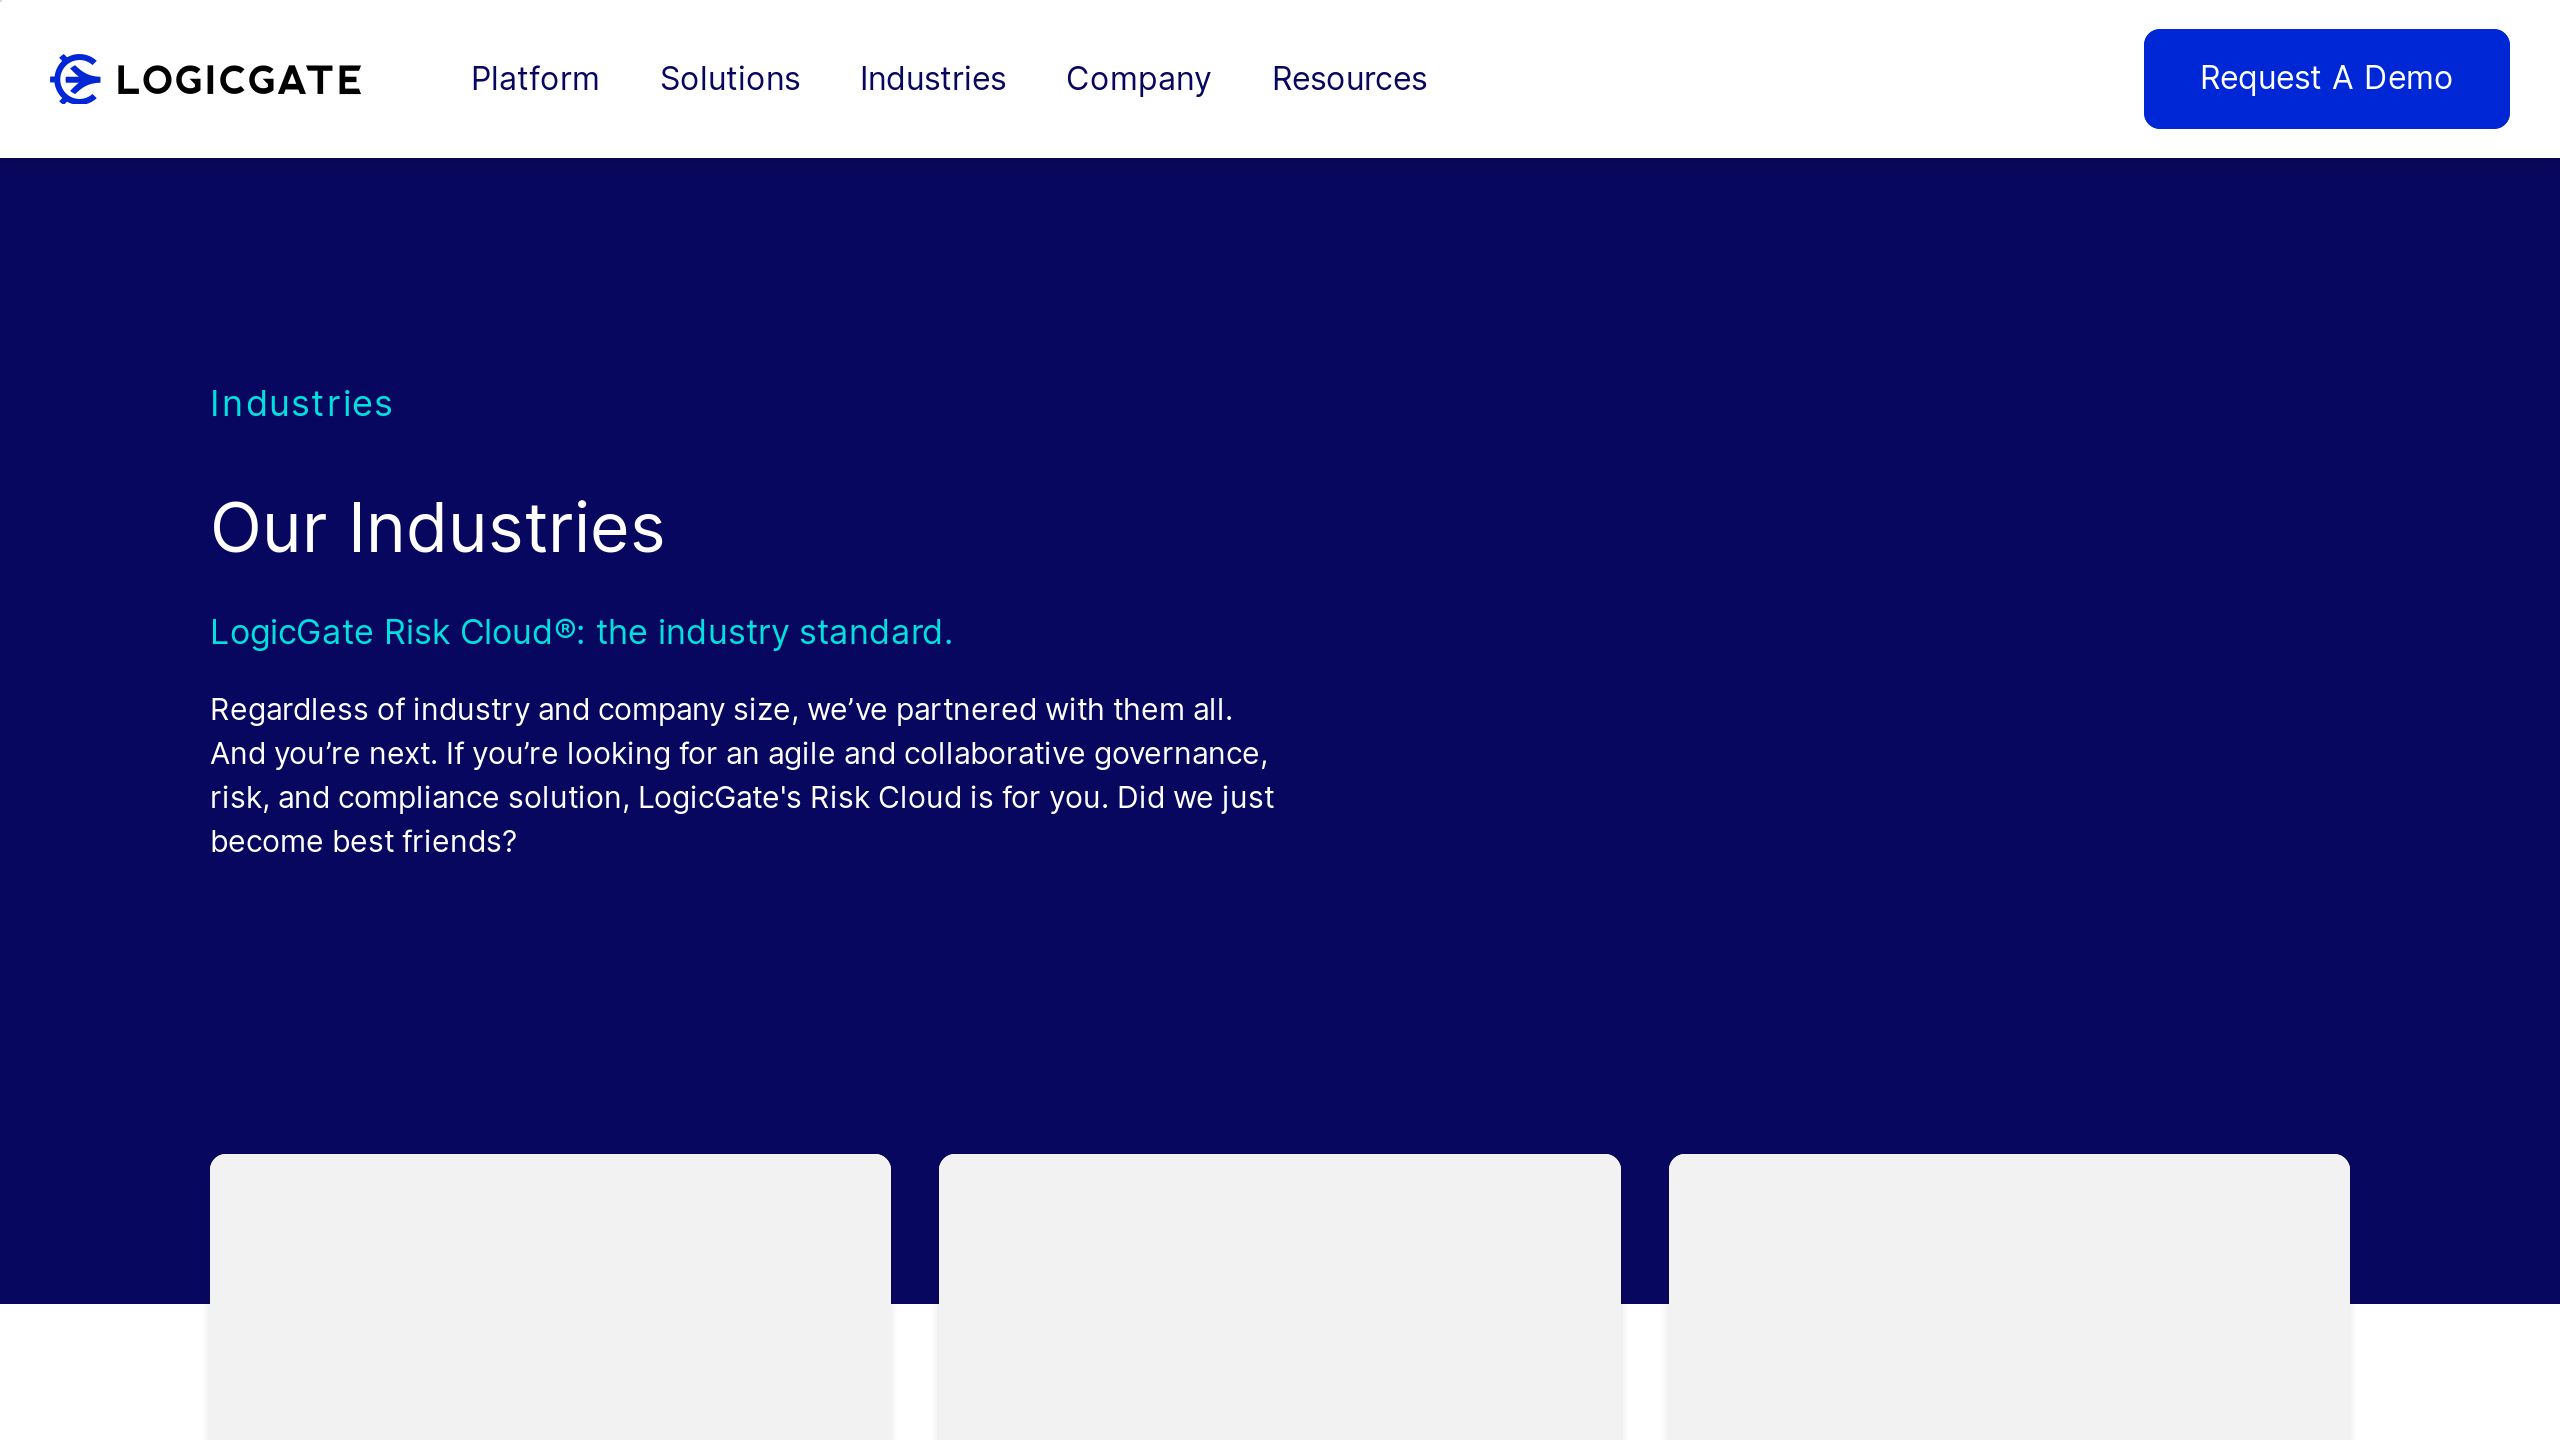 LOGICGATE
Platform
Solutions
Industries
Company
Resources
Request A Demo
Industries
Our Industries
LogicGate Risk Cloud®: the industry standard.
Regardless of industry and company size, we’ve partnered with them all.
And you’re next. If you’re looking for an agile and collaborative governance,
risk, and compliance solution, LogicGate's Risk Cloud is for you. Did we just
become best friends?